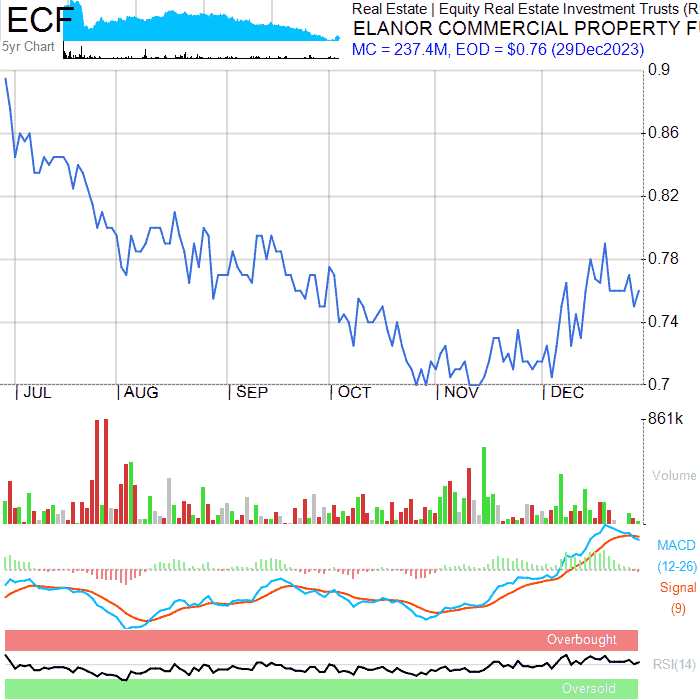 ECF
Real Estate | Equity Real Estate Investment Trusts (R
ELANOR COMMERCIAL PROPERTY F
5yr Chart
MC = 237.4M, EOD = $0.76 (29Dec2023)
0.9
0.86
0.82
0.78
0.74
0.7
| JUL | AUG | SEP | OCT | NOV | DEC
861k
Volume
MACD
(12-26)
Signal
(9)
Overbought
RSI(14)
Oversold